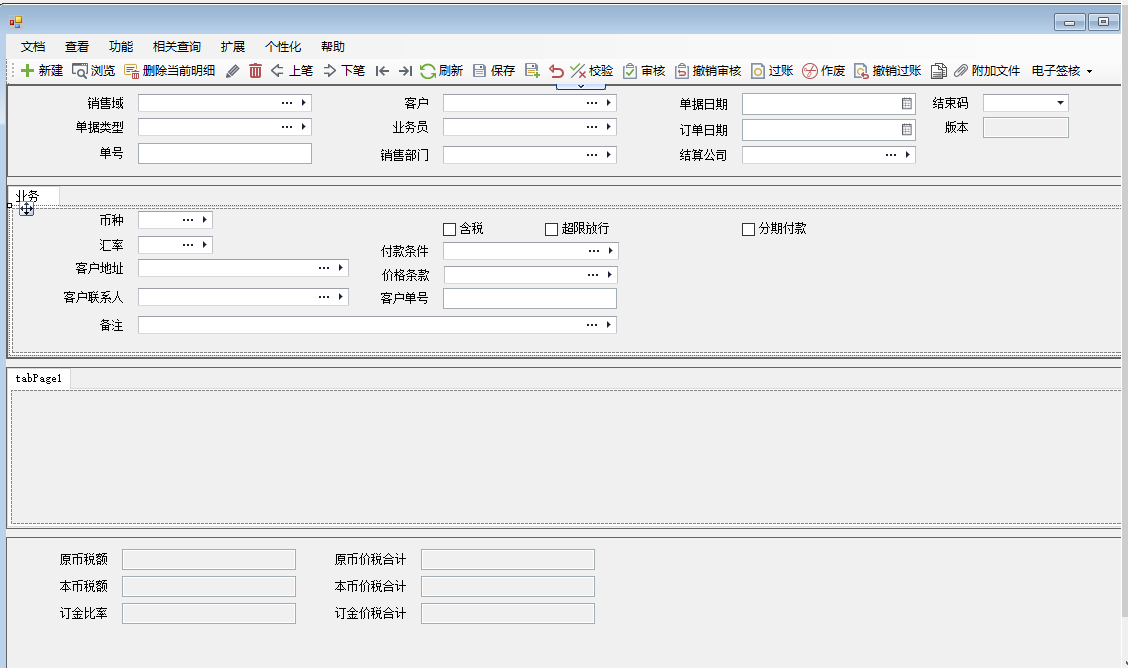 文档 查看 功能 相关查询 扩展 个性化 帮助
新建 浏览 删除当前明细 上笔 下笔 刷新 保存 校验 审核 撤销审核 过账 作废 撤销过账 附加文件 电子签核
销售域 客户 单据日期 结束码
单据类型 业务员 订单日期 版本
单号 销售部门 结算公司
业务
币种 含税 超限放行 分期付款
汇率 付款条件
客户地址 价格条款
客户联系人 客户单号
备注
tabPage1
原币税额 原币价税合计
本币税额 本币价税合计
订金比率 订金价税合计